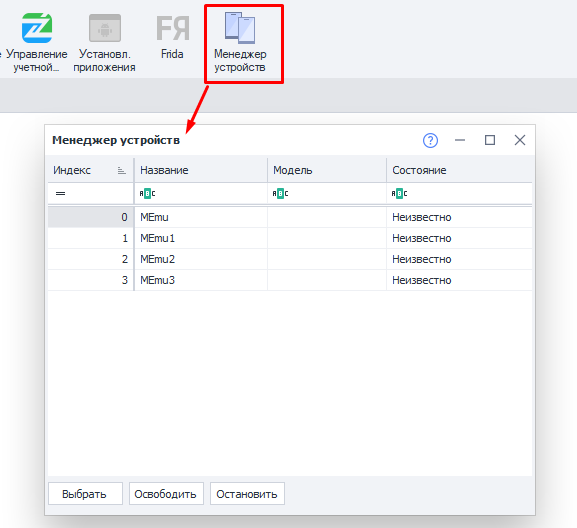 е Управление
учетной...
Установл.
приложения
FЯ
Frida
Менеджер
устройств
Менеджер устройств
?
Индекс Название Модель Состояние
= ABC ABC ABC
0 MEmu Неизвестно
1 MEmu1 Неизвестно
2 MEmu2 Неизвестно
3 MEmu3 Неизвестно
Выбрать Освободить Остановить